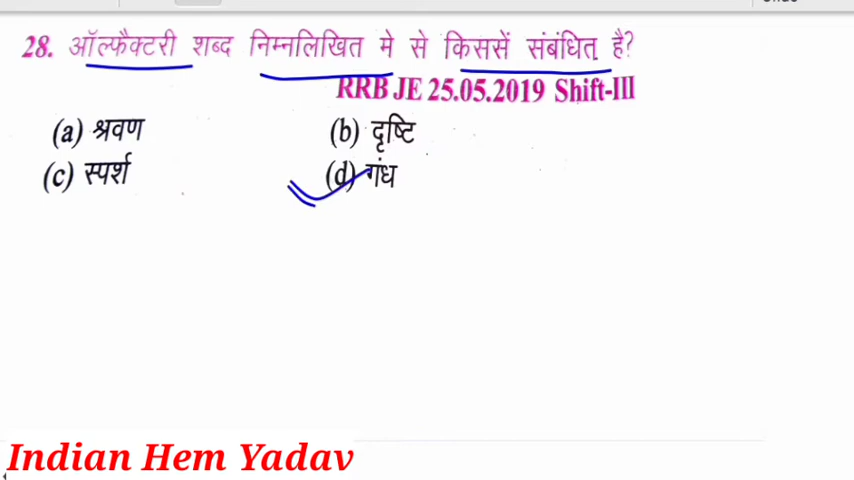 28. ऑल्फैक्टरी शब्द निम्नलिखित मे से किससें संबंधित है?
RRB JE 25.05.2019 Shift-III
(a) श्रवण (b) दृष्टि
(c) स्पर्श (d) गंध
Indian Hem Yadav